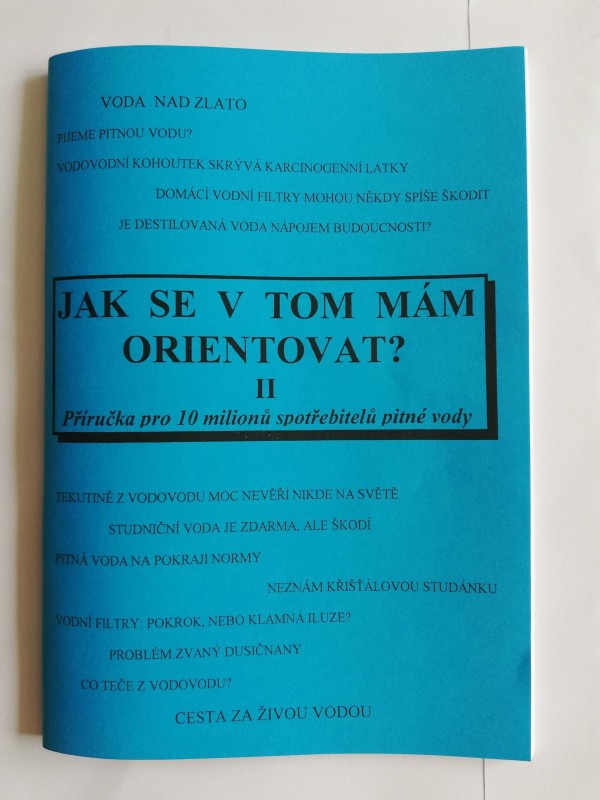 VODA NAD ZLATO
PIJEME PITNOU VODU?
VODOVODNÍ KOHOUTEK SKRÝVÁ KARCINOGENNÍ LÁTKY
DOMÁCÍ VODNÍ FILTRY MOHOU NĚKDY SPÍŠE ŠKODIT
JE DESTILOVANÁ VODA NÁPOJEM BUDOUCNOSTI?
JAK SE V TOM MÁM
ORIENTOVAT?
II
Příručka pro 10 milionů spotřebitelů pitné vody
TEKUTINĚ Z VODOVODU MOC NEVĚŘÍ NIKDE NA SVĚTĚ
STUDNIČNÍ VODA JE ZDARMA, ALE ŠKODÍ
PITNÁ VODA NA POKRAJI NORMY
NEZNÁM KŘIŠŤÁLOVOU STUDÁNKU
VODNÍ FILTRY: POKROK, NEBO KLAMNÁ ILUZE?
PROBLÉM ZVANÝ DUSIČNANY
CO TEČE Z VODOVODU?
CESTA ZA ŽIVOU VODOU